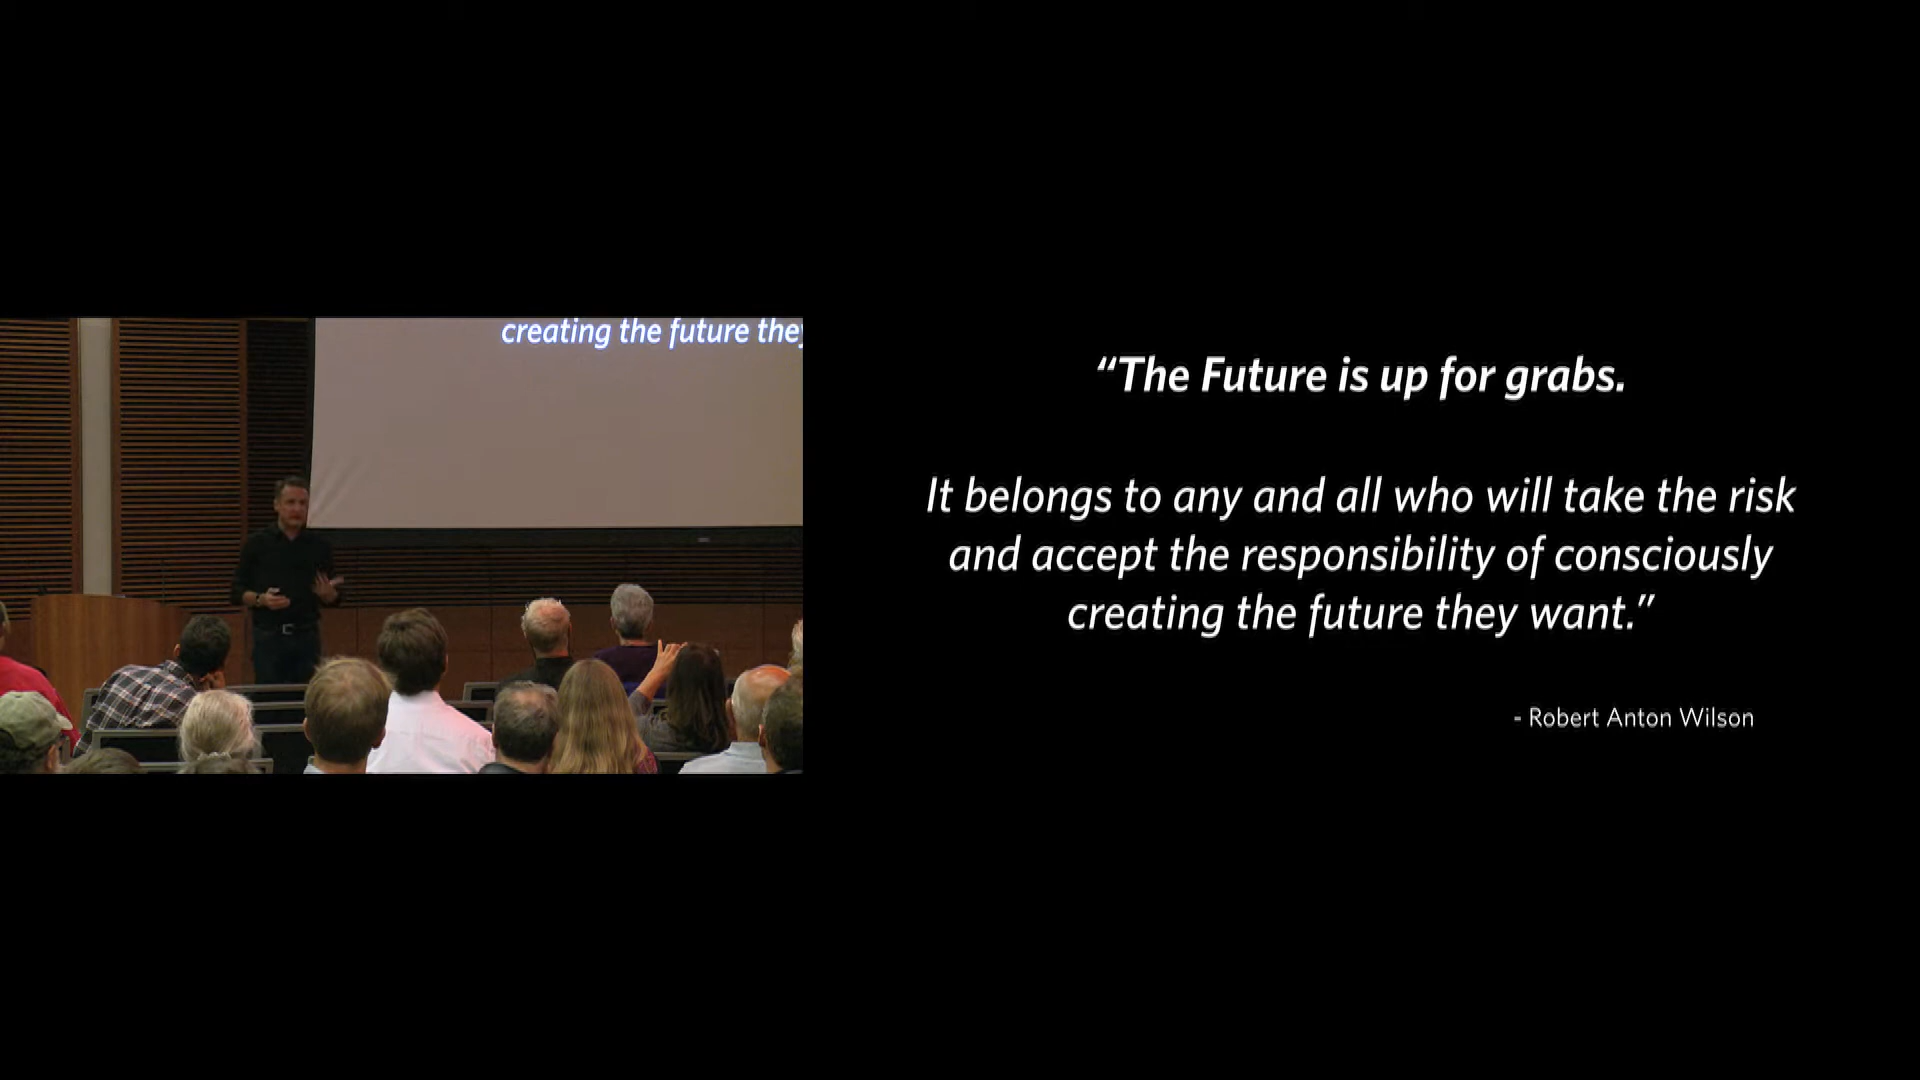 creating the future they
“The Future is up for grabs.
It belongs to any and all who will take the risk
and accept the responsibility of consciously
creating the future they want.”
- Robert Anton Wilson